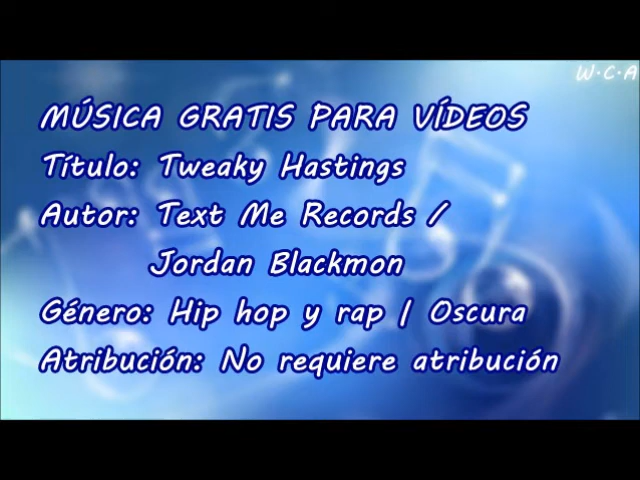 W.C.A
MÚSICA GRATIS PARA VÍDEOS
Título: Tweaky Hastings
Autor: Text Me Records /
Jordan Blackmon
Género: Hip hop y rap | Oscura
Atribución: No requiere atribución